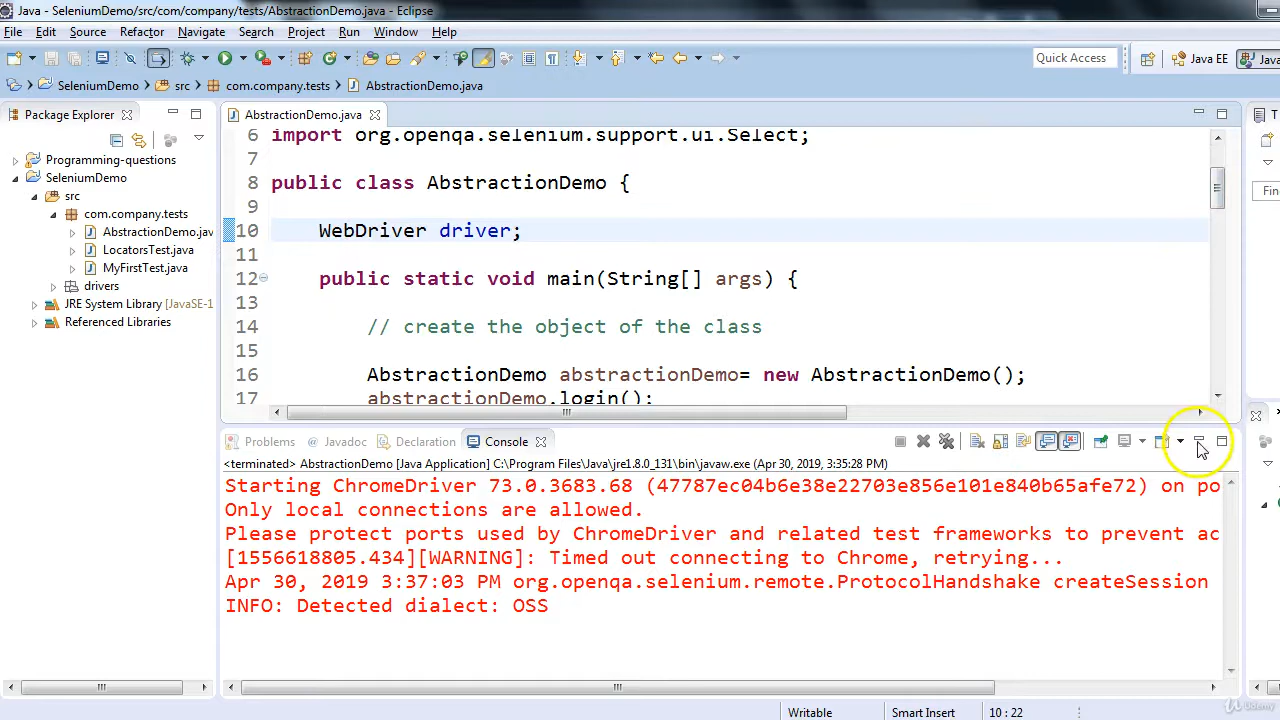 Java - SeleniumDemo/src/com/company/tests/AbstractionDemo.java - Eclipse
File Edit Source Refactor Navigate Search Project Run Window Help
Quick Access Java EE Java
SeleniumDemo src com.company.tests AbstractionDemo.java
Package Explorer
Programming-questions
SeleniumDemo
src
com.company.tests
AbstractionDemo.jav
LocatorsTest.java
MyFirstTest.java
drivers
JRE System Library [JavaSE-1
Referenced Libraries
AbstractionDemo.java
6 import org.openqa.selenium.support.ui.Select;
7
8 public class AbstractionDemo {
9
10 WebDriver driver;
11
12 public static void main(String[] args) {
13
14 // create the object of the class
15
16 AbstractionDemo abstractionDemo= new AbstractionDemo();
17 abstractionDemo.login();
T
Fin
Problems Javadoc Declaration Console
<terminated> AbstractionDemo [Java Application] C:\Program Files\Java\jre1.8.0_131\bin\javaw.exe (Apr 30, 2019, 3:35:28 PM)
Starting ChromeDriver 73.0.3683.68 (47787ec04b6e38e22703e856e101e840b65afe72) on po
Only local connections are allowed.
Please protect ports used by ChromeDriver and related test frameworks to prevent ac
[1556618805.434][WARNING]: Timed out connecting to Chrome, retrying...
Apr 30, 2019 3:37:03 PM org.openqa.selenium.remote.ProtocolHandshake createSession
INFO: Detected dialect: OSS
Writable Smart Insert 10 : 22
Udemy